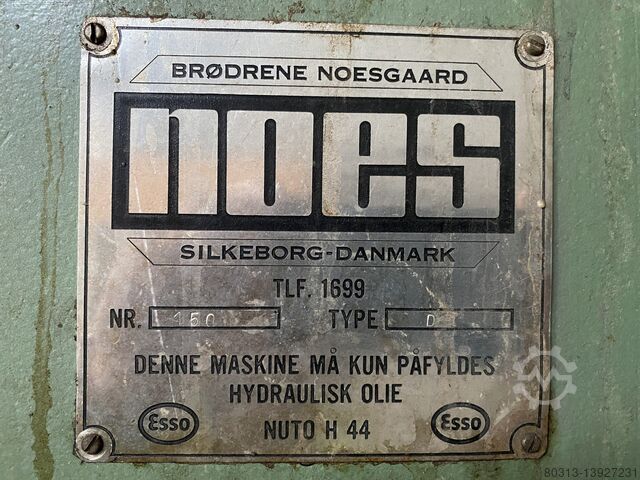 BRØDRENE NOESGAARD
noes
SILKEBORG-DANMARK
TLF. 1699
NR. 150 TYPE D
DENNE MASKINE MÅ KUN PÅFYLDES
HYDRAULISK OLIE
Esso NUTO H 44 Esso
80313-13927231